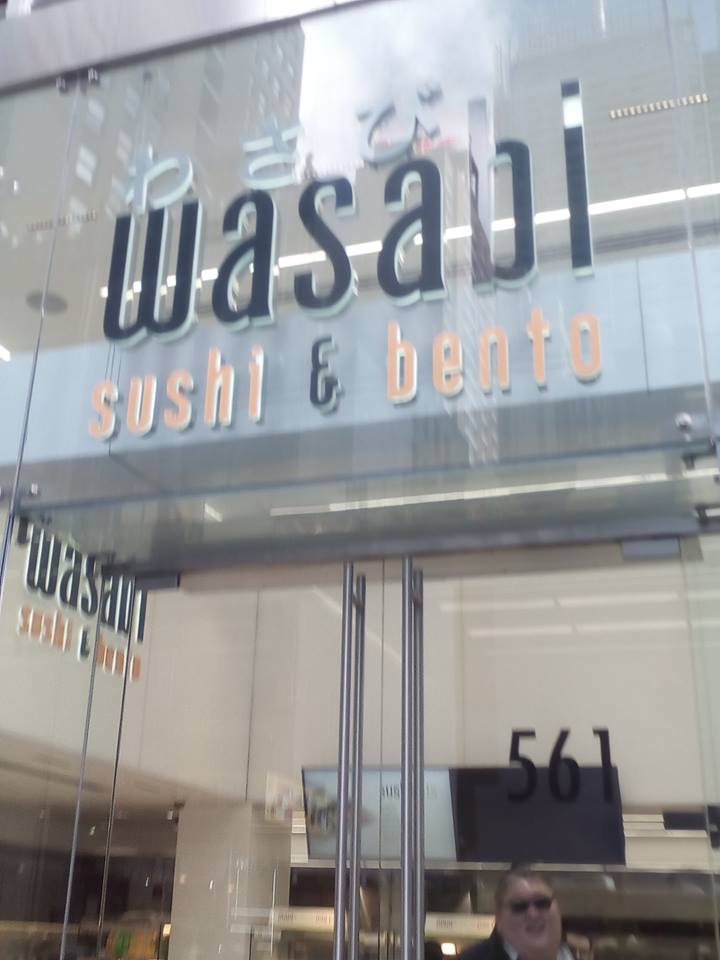 わさび
wasabi
sushi & bento
wasabi
sushi & bento
561